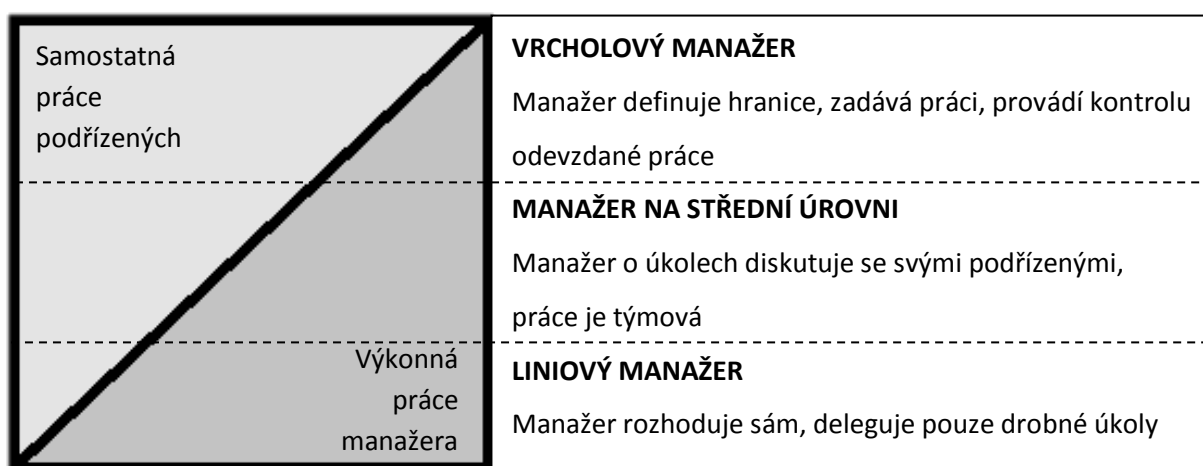 Samostatná
práce
podřízených
VRCHOLOVÝ MANAŽER
Manažer definuje hranice, zadává práci, provádí kontrolu
odevzdané práce
MANAŽER NA STŘEDNÍ ÚROVNI
Manažer o úkolech diskutuje se svými podřízenými,
práce je týmová
Výkonná
práce
manažera
LINIOVÝ MANAŽER
Manažer rozhoduje sám, deleguje pouze drobné úkoly